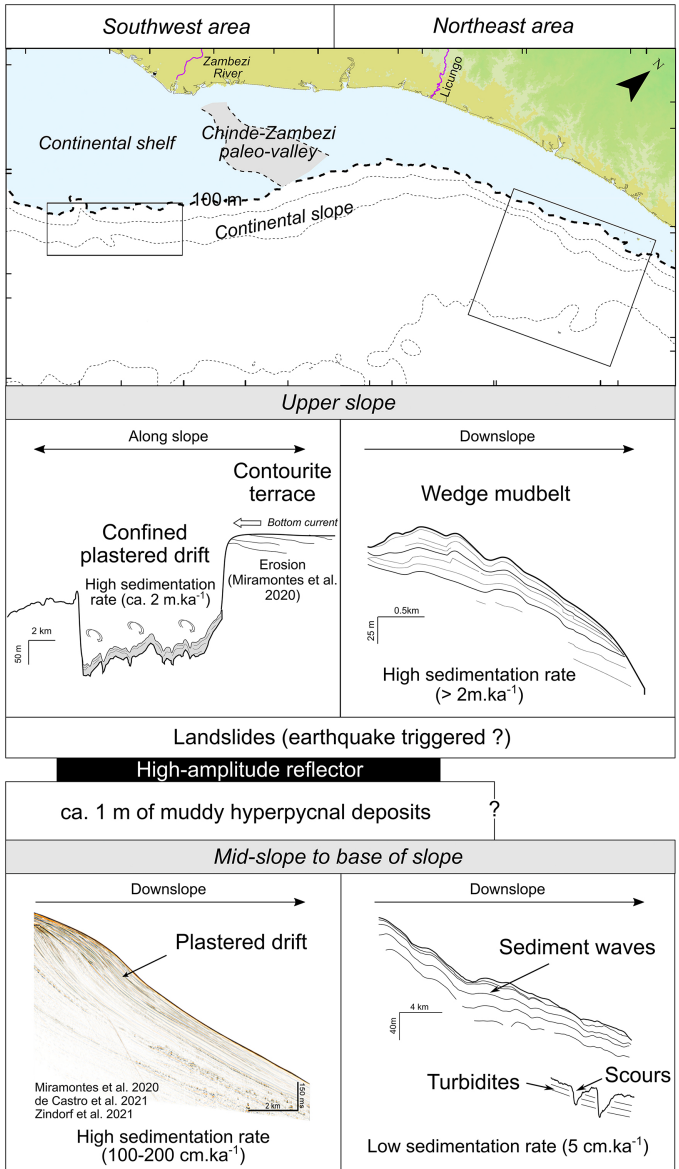 Southwest area
Northeast area
Zambezi
River
Licungo
N
Chinde-Zambezi
paleo-valley
Continental shelf
100 m
Continental slope
Upper slope
Along slope
Contourite
terrace
Bottom current
Confined
plastered drift
Erosion
(Miramontes et al.
2020)
High sedimentation
rate (ca. 2 m.ka-1)
2 km
50 m
Downslope
Wedge mudbelt
0.5km
25 m
High sedimentation rate
(> 2m.ka-1)
Landslides (earthquake triggered ?)
High-amplitude reflector
ca. 1 m of muddy hyperpycnal deposits
?
Mid-slope to base of slope
Downslope
Plastered drift
Miramontes et al. 2020
de Castro et al. 2021
Zindorf et al. 2021
2 km
150 ms
High sedimentation rate
(100-200 cm.ka-1)
Downslope
Sediment waves
4 km
40m
Turbidites
Scours
Low sedimentation rate (5 cm.ka-1)